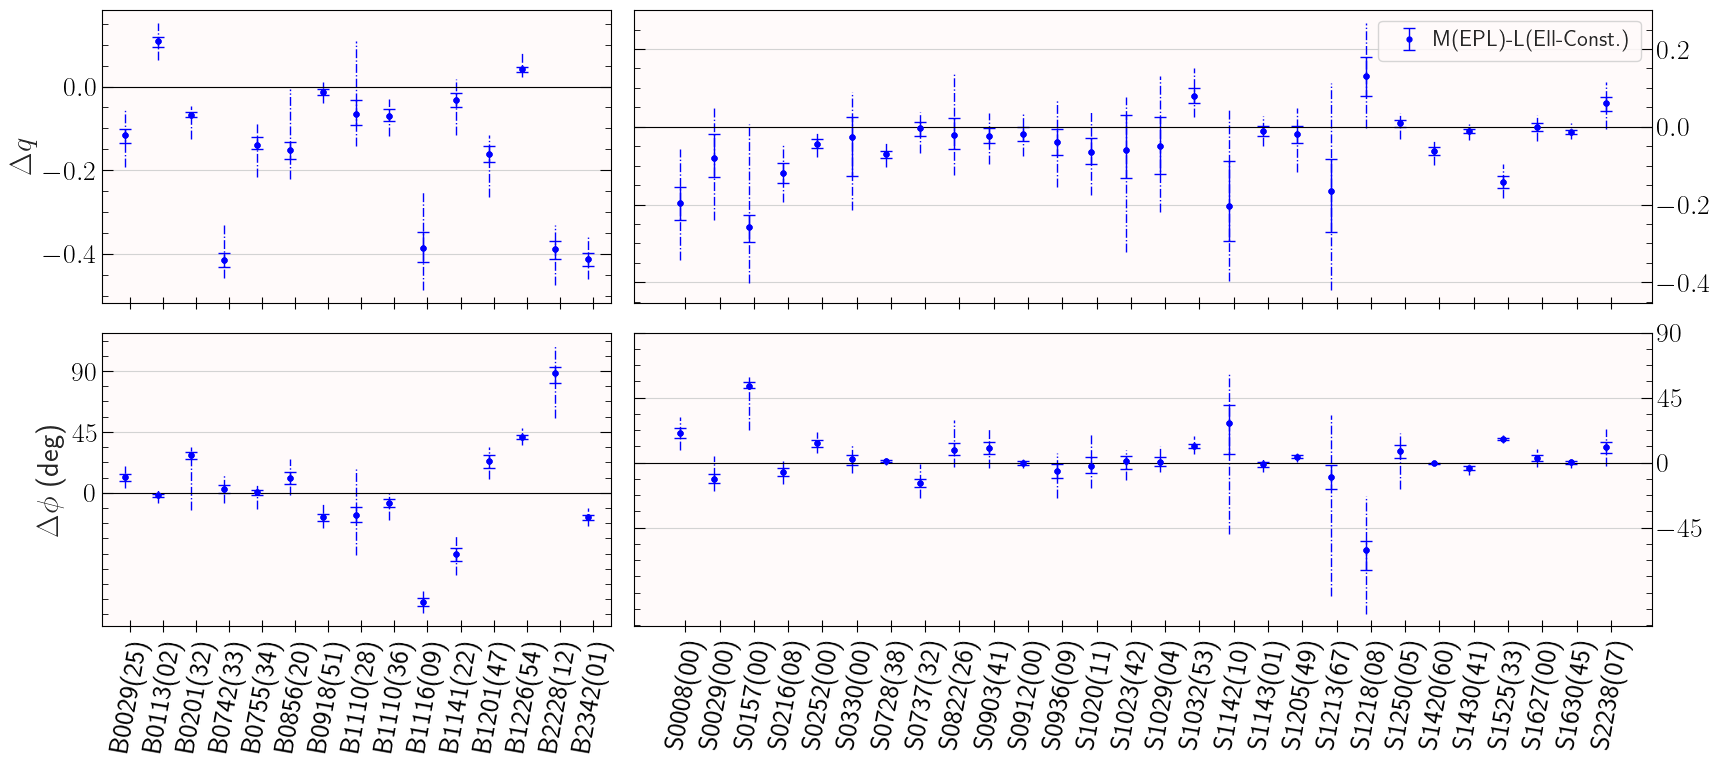 M(EPL)-L(Ell-Const.)
Δq
0.0
−0.2
−0.4
0.2
0.0
−0.2
−0.4
Δϕ (deg)
90
45
0
90
45
0
−45
B0029(25)
B0113(02)
B0201(32)
B0742(33)
B0755(34)
B0856(20)
B0918(51)
B1110(28)
B1110(36)
B1116(09)
B1141(22)
B1201(47)
B1226(54)
B2228(12)
B2342(01)
S0008(00)
S0029(00)
S0157(00)
S0216(08)
S0252(00)
S0330(00)
S0728(38)
S0737(32)
S0822(26)
S0903(41)
S0912(00)
S0936(09)
S1020(11)
S1023(42)
S1029(04)
S1032(53)
S1142(10)
S1143(01)
S1205(49)
S1213(67)
S1218(08)
S1250(05)
S1420(60)
S1430(41)
S1525(33)
S1627(00)
S1630(45)
S2238(07)